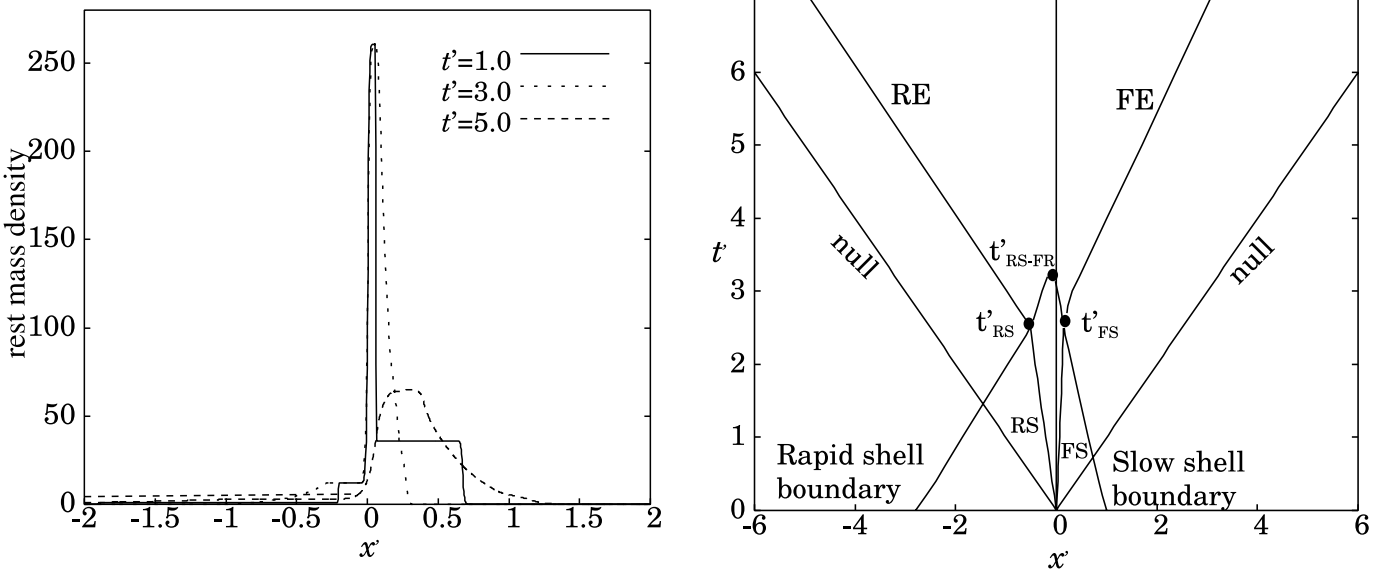 250
200
150
100
50
0
rest mass density
t'=1.0
t'=3.0
t'=5.0
-2 -1.5 -1 -0.5 0 0.5 1 1.5 2
x'
6
5
4
3
2
1
0
t'
RE
FE
null
null
t'RS-FR
t'RS
t'FS
RS
FS
Rapid shell
boundary
Slow shell
boundary
-6 -4 -2 0 2 4 6
x'